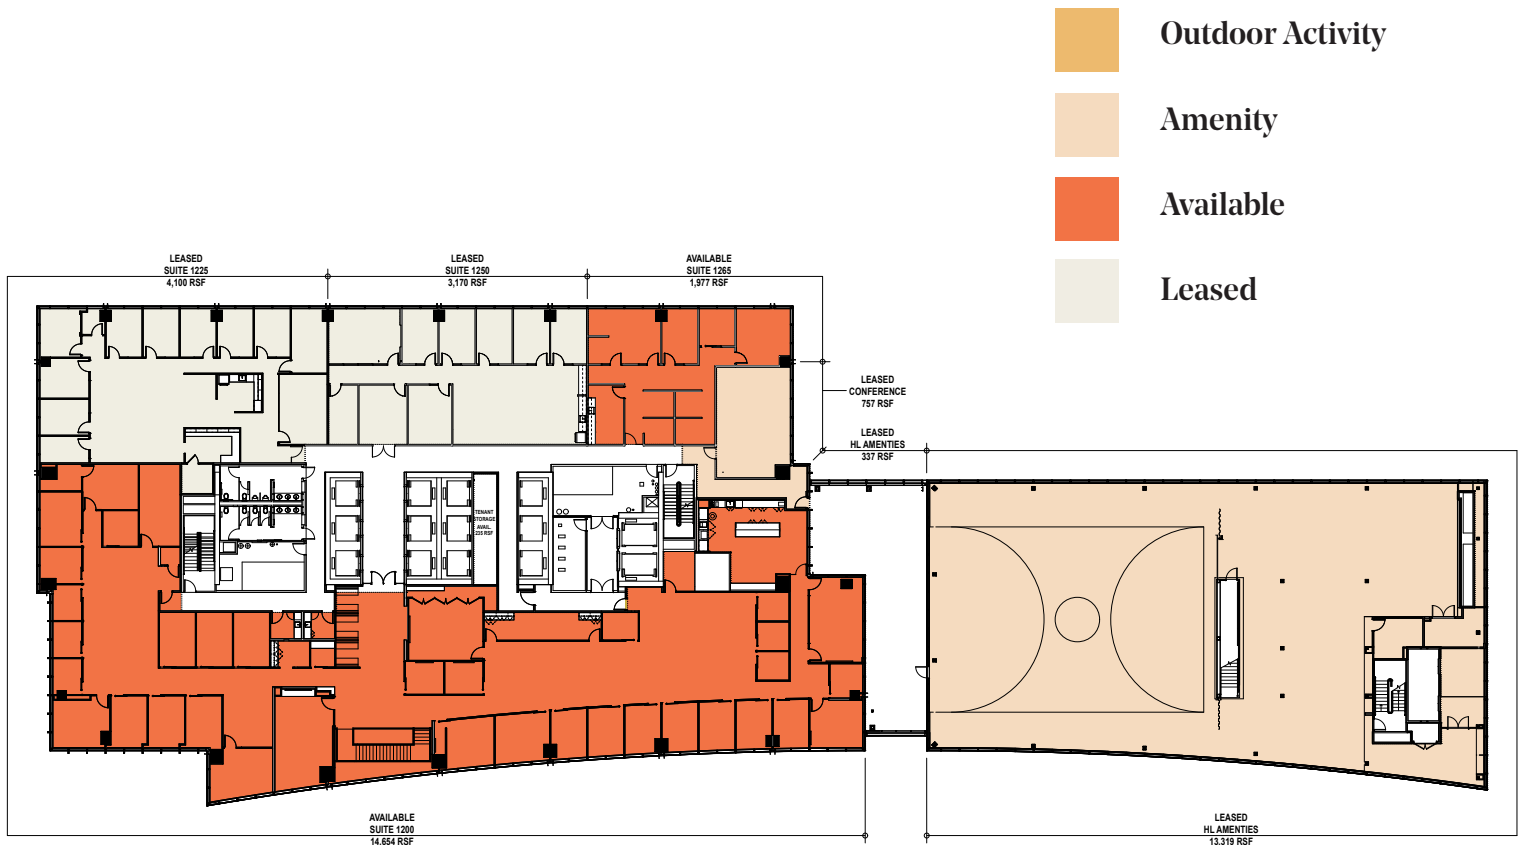 Outdoor Activity
Amenity
Available
Leased
LEASED
SUITE 1225
4,100 RSF
LEASED
SUITE 1250
3,170 RSF
AVAILABLE
SUITE 1265
1,977 RSF
LEASED
CONFERENCE
757 RSF
LEASED
HL AMENTIES
337 RSF
TENANT
STORAGE
AVAIL.
235 RSF
AVAILABLE
SUITE 1200
14,654 RSF
LEASED
HL AMENTIES
13,319 RSF